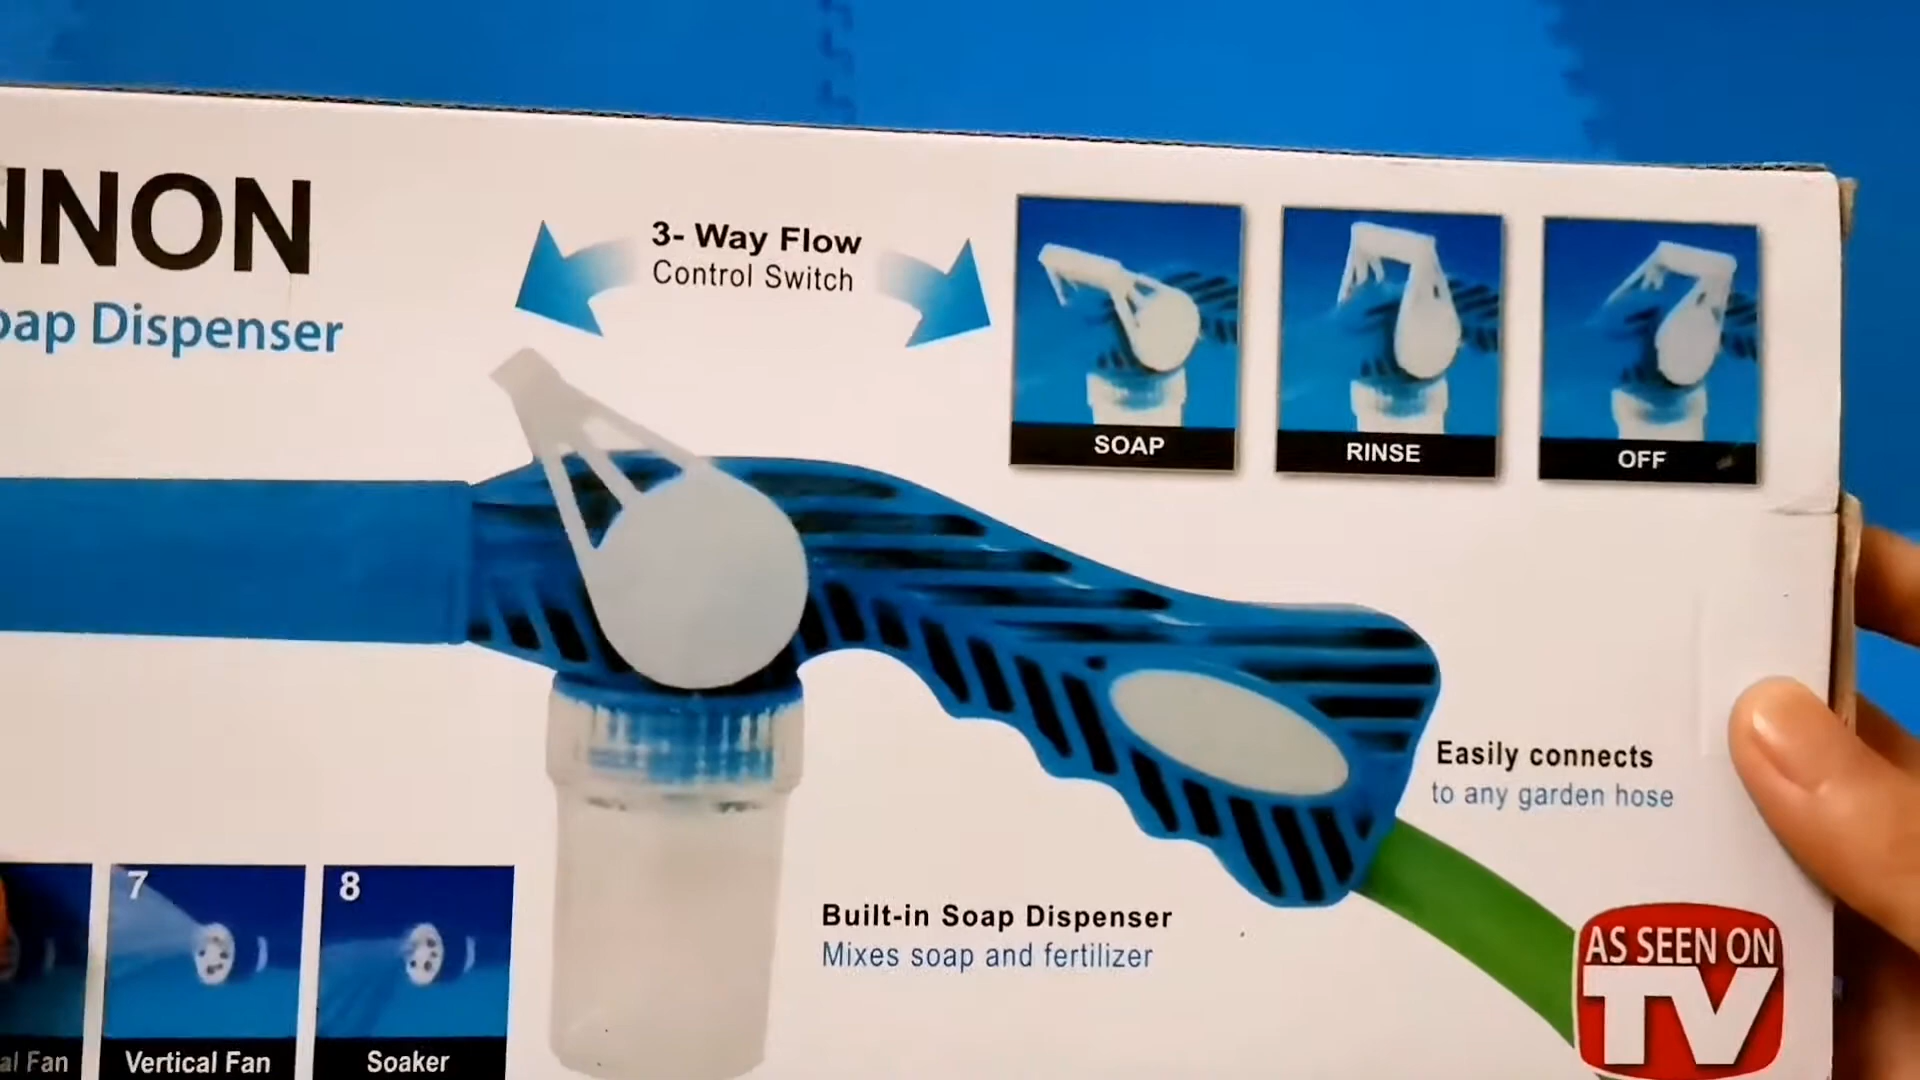 NNON
oap Dispenser
3- Way Flow
Control Switch
SOAP
RINSE
OFF
Easily connects
to any garden hose
Built-in Soap Dispenser
Mixes soap and fertilizer
7
8
al Fan
Vertical Fan
Soaker
AS SEEN ON
TV